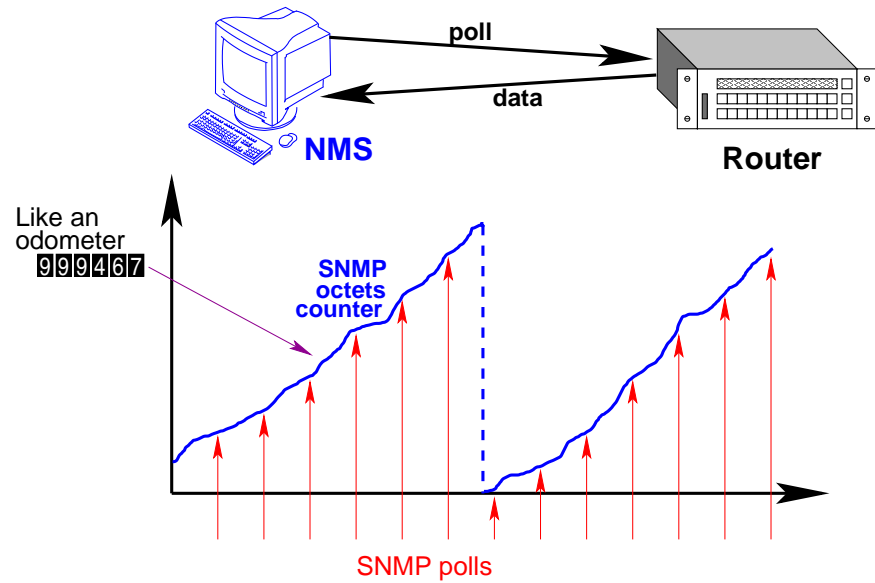 poll
data
NMS
Router
Like an
odometer
999467
SNMP
octets
counter
SNMP polls